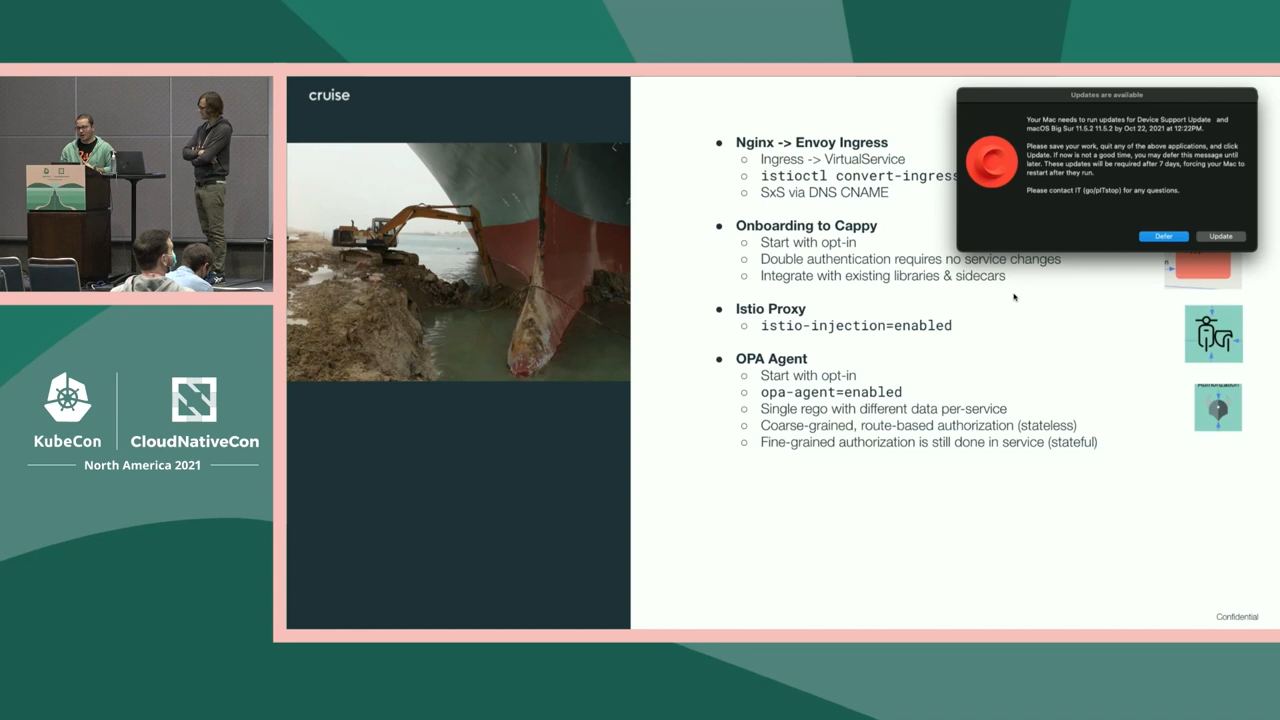 cruise
Nginx -> Envoy Ingress
Ingress -> VirtualService
istioctl convert-ingress
SxS via DNS CNAME
Onboarding to Cappy
Start with opt-in
Double authentication requires no service changes
Integrate with existing libraries & sidecars
Istio Proxy
istio-injection=enabled
OPA Agent
Start with opt-in
opa-agent=enabled
Single rego with different data per-service
Coarse-grained, route-based authorization (stateless)
Fine-grained authorization is still done in service (stateful)
Updates are available
Your Mac needs to run updates for Device Support Update and
macOS Big Sur 11.5.2 11.5.2 by Oct 22, 2021 at 12:22PM.
Please save your work, quit any of the above applications, and click
Update. If now is not a good time, you may defer this message until
later. These updates will be required after 7 days, forcing your Mac to
restart after they run.
Please contact IT (go/pITstop) for any questions.
Defer
Update
Confidential
KubeCon
CloudNativeCon
North America 2021